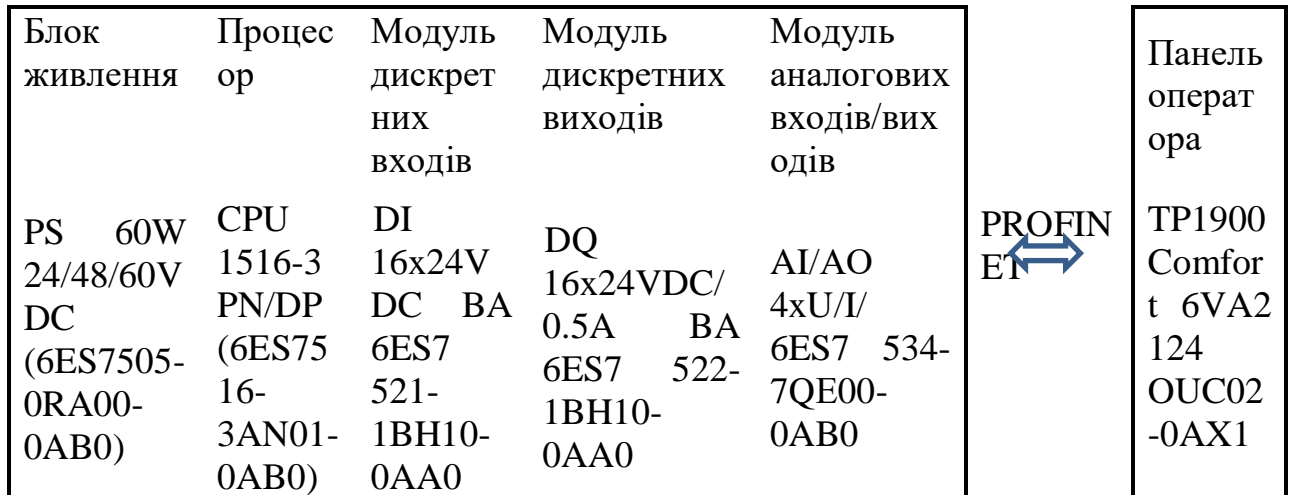 Блок
живлення
Процес
ор
Модуль
дискрет
них
входів
Модуль
дискретних
виходів
Модуль
аналогових
входів/вих
одів
Панель
операт
ора
PS 60W
24/48/60V
DC
(6ES7505-
0RA00-
0AB0)
CPU
1516-3
PN/DP
(6ES75
16-
3AN01-
0AB0)
DI
16x24V
DC BA
6ES7
521-
1BH10-
0AA0
DQ
16x24VDC/
0.5A BA
6ES7 522-
1BH10-
0AA0
AI/AO
4xU/I/
6ES7 534-
7QE00-
0AB0
PROFIN
ET
TP1900
Comfor
t 6VA2
124
OUC02
-0AX1